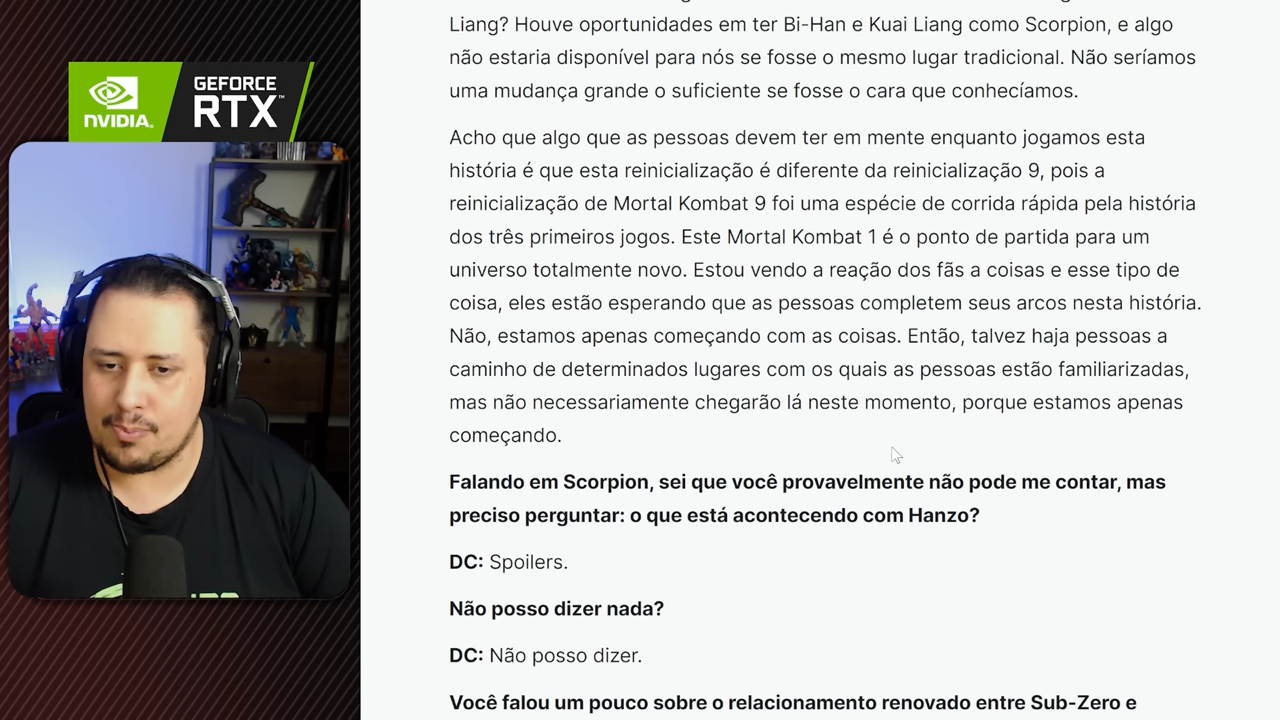 NVIDIA.
GEFORCE
RTX™
Liang? Houve oportunidades em ter Bi-Han e Kuai Liang como Scorpion, e algo
não estaria disponível para nós se fosse o mesmo lugar tradicional. Não seríamos
uma mudança grande o suficiente se fosse o cara que conhecíamos.
Acho que algo que as pessoas devem ter em mente enquanto jogamos esta
história é que esta reinicialização é diferente da reinicialização 9, pois a
reinicialização de Mortal Kombat 9 foi uma espécie de corrida rápida pela história
dos três primeiros jogos. Este Mortal Kombat 1 é o ponto de partida para um
universo totalmente novo. Estou vendo a reação dos fãs a coisas e esse tipo de
coisa, eles estão esperando que as pessoas completem seus arcos nesta história.
Não, estamos apenas começando com as coisas. Então, talvez haja pessoas a
caminho de determinados lugares com os quais as pessoas estão familiarizadas,
mas não necessariamente chegarão lá neste momento, porque estamos apenas
começando.
Falando em Scorpion, sei que você provavelmente não pode me contar, mas
preciso perguntar: o que está acontecendo com Hanzo?
DC: Spoilers.
Não posso dizer nada?
DC: Não posso dizer.
Você falou um pouco sobre o relacionamento renovado entre Sub-Zero e